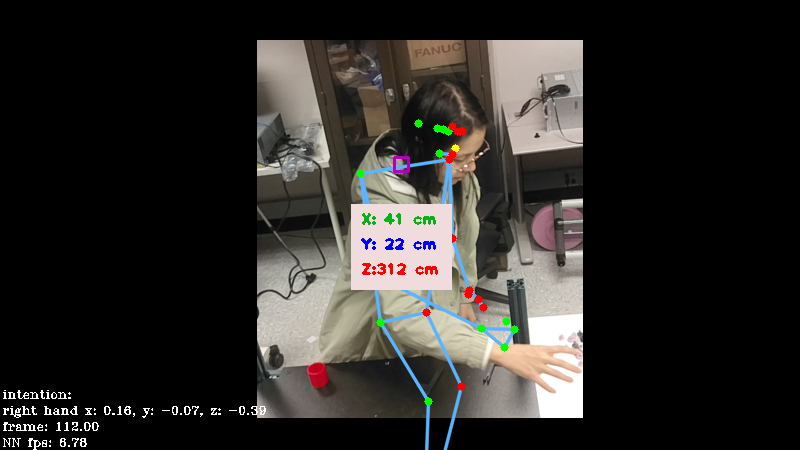 FANUC
X: 41 cm
Y: 22 cm
Z:312 cm
intention:
right hand x: 0.16, y: -0.07, z: -0.39
frame: 112.00
NN fps: 6.78